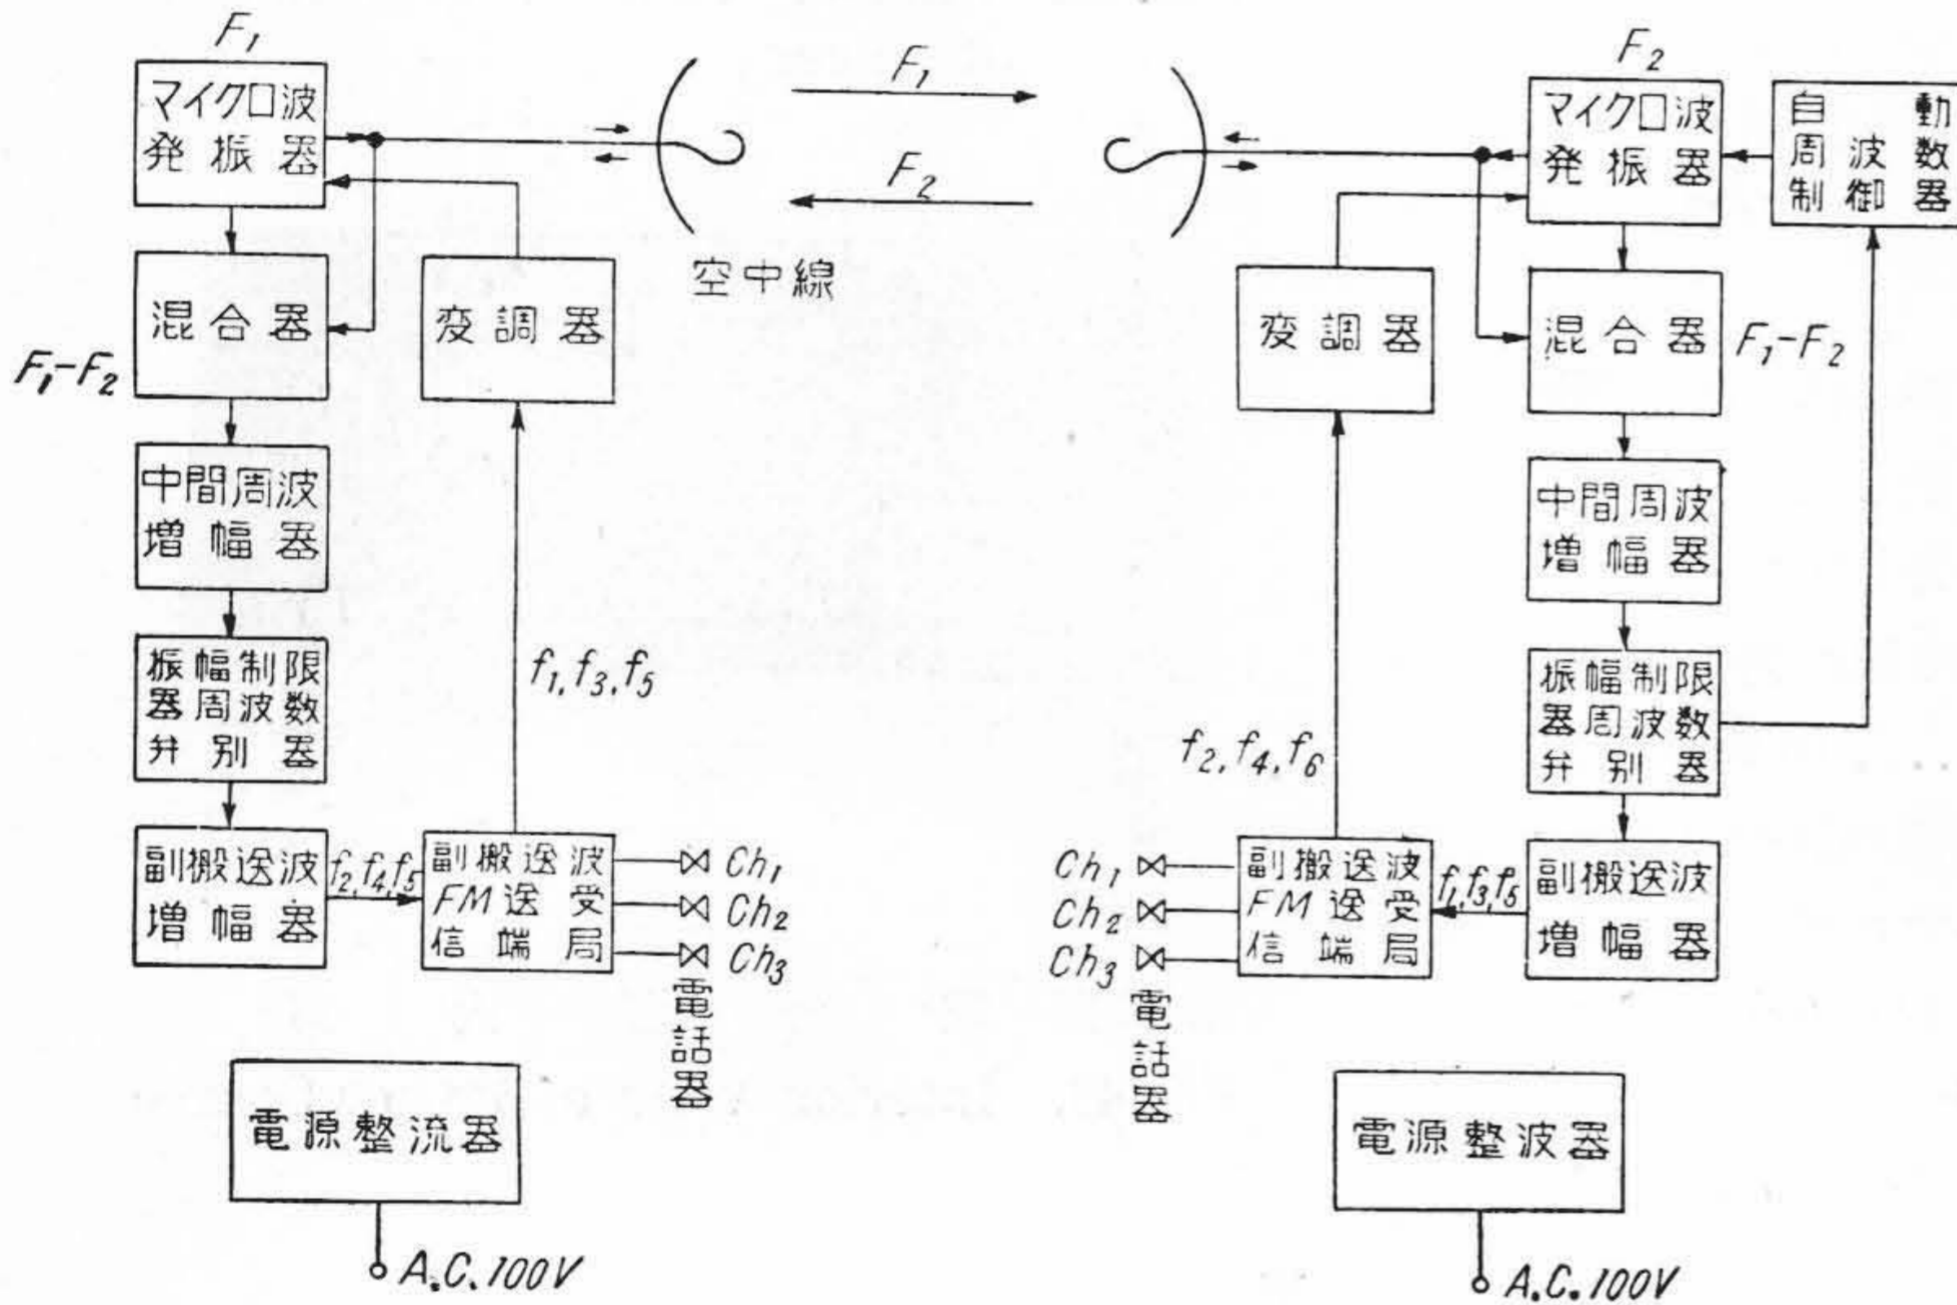 F₁
マイクロ波
発振器
混合器
F₁-F₂
変調器
中間周波
増幅器
振幅制限
器周波数
弁別器
f₁, f₃, f₅
副搬送波
増幅器
f₂, f₄, f₅
副搬送波
FM送受
信端局
Ch₁
Ch₂
Ch₃
電話器
電源整流器
A.C.100V
F₁
F₂
空中線
F₂
マイクロ波
発振器
自動
周波数
制御器
変調器
混合器
F₁-F₂
中間周波
増幅器
振幅制限
器周波数
弁別器
f₂, f₄, f₆
Ch₁
Ch₂
Ch₃
電話器
副搬送波
FM送受
信端局
f₁, f₃, f₅
副搬送波
増幅器
電源整波器
A.C.100V